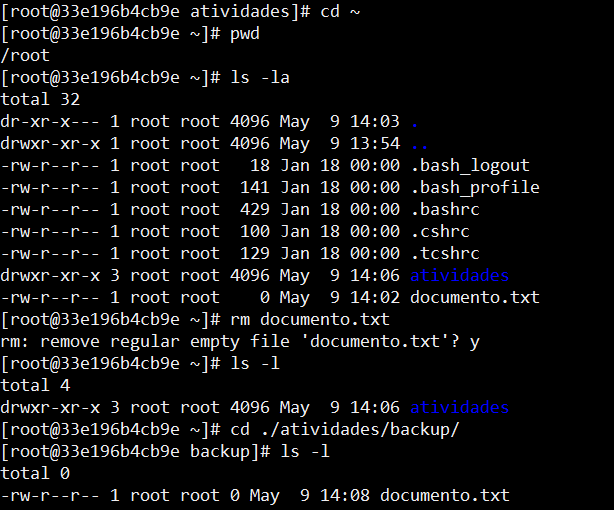 [root@33e196b4cb9e atividades]# cd ~
[root@33e196b4cb9e ~]# pwd
/root
[root@33e196b4cb9e ~]# ls -la
total 32
dr-xr-x--- 1 root root 4096 May  9 14:03 .
drwxr-xr-x 1 root root 4096 May  9 13:54 ..
-rw-r--r-- 1 root root   18 Jan 18 00:00 .bash_logout
-rw-r--r-- 1 root root  141 Jan 18 00:00 .bash_profile
-rw-r--r-- 1 root root  429 Jan 18 00:00 .bashrc
-rw-r--r-- 1 root root  100 Jan 18 00:00 .cshrc
-rw-r--r-- 1 root root  129 Jan 18 00:00 .tcshrc
drwxr-xr-x 3 root root 4096 May  9 14:06 atividades
-rw-r--r-- 1 root root    0 May  9 14:02 documento.txt
[root@33e196b4cb9e ~]# rm documento.txt
rm: remove regular empty file 'documento.txt'? y
[root@33e196b4cb9e ~]# ls -l
total 4
drwxr-xr-x 3 root root 4096 May  9 14:06 atividades
[root@33e196b4cb9e ~]# cd ./atividades/backup/
[root@33e196b4cb9e backup]# ls -l
total 0
-rw-r--r-- 1 root root 0 May  9 14:08 documento.txt